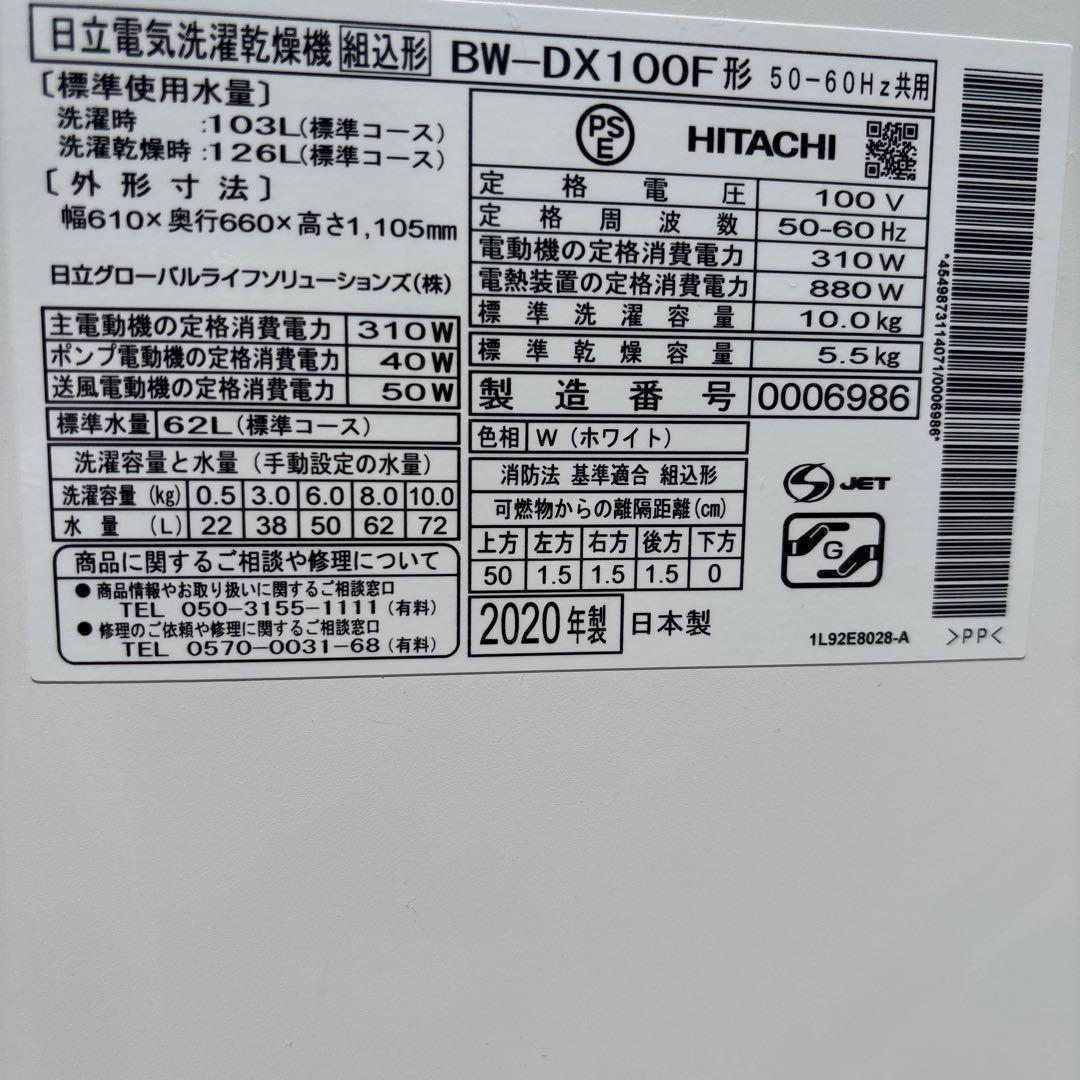 日立電気洗濯乾燥機 組込形 BW-DX100F形 50-60Hz共用
〔標準使用水量〕
洗濯時 :103L(標準コース)
洗濯乾燥時 :126L(標準コース)
〔外形寸法〕
幅610×奥行660×高さ1,105mm
日立グローバルライフソリューションズ(株)
主電動機の定格消費電力 310W
ポンプ電動機の定格消費電力 40W
送風電動機の定格消費電力 50W
標準水量 62L(標準コース)
洗濯容量と水量(手動設定の水量)
洗濯容量(kg) 0.5 3.0 6.0 8.0 10.0
水量(L) 22 38 50 62 72
商品に関するご相談や修理について
●商品情報やお取り扱いに関するご相談窓口
TEL 050-3155-1111(有料)
●修理のご依頼や修理に関するご相談窓口
TEL 0570-0031-68(有料)
PSE HITACHI
定格電圧 100V
定格周波数 50-60Hz
電動機の定格消費電力 310W
電熱装置の定格消費電力 880W
標準洗濯容量 10.0kg
標準乾燥容量 5.5kg
製造番号 0006986
色相 W(ホワイト)
消防法 基準適合 組込形
可燃物からの離隔距離(cm)
上方 左方 右方 後方 下方
50 1.5 1.5 1.5 0
2020年製 日本製
S JET
G
1L92E8028-A
>PP<
*4549873114071/0006986*